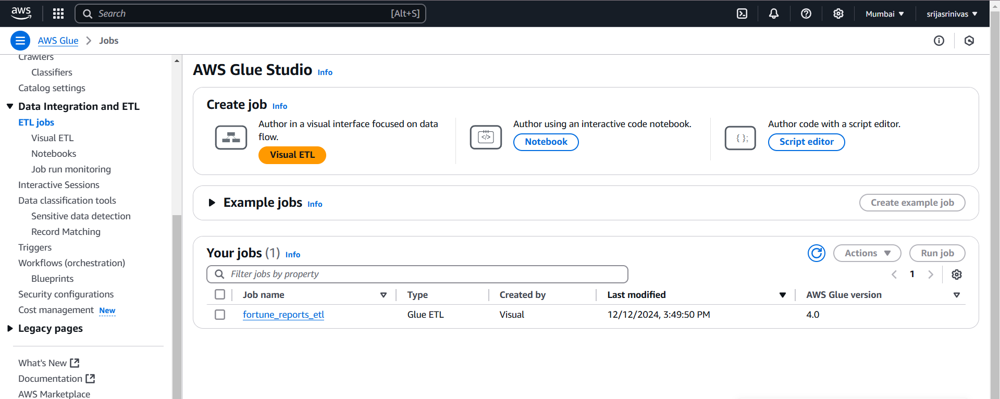 aws
Search [Alt+S]
Mumbai
srijasrinivas
AWS Glue
Jobs
Crawlers
Classifiers
Catalog settings
Data Integration and ETL
ETL jobs
Visual ETL
Notebooks
Job run monitoring
Interactive Sessions
Data classification tools
Sensitive data detection
Record Matching
Triggers
Workflows (orchestration)
Blueprints
Security configurations
Cost management New
Legacy pages
What's New
Documentation
AWS Marketplace
AWS Glue Studio Info
Create job Info
Author in a visual interface focused on data
flow.
Visual ETL
</>
Author using an interactive code notebook.
Notebook
{ };
Author code with a script editor.
Script editor
Example jobs Info
Create example job
Your jobs (1) Info
Actions
Run job
Filter jobs by property
1
Job name Type Created by Last modified AWS Glue version
fortune_reports_etl Glue ETL Visual 12/12/2024, 3:49:50 PM 4.0